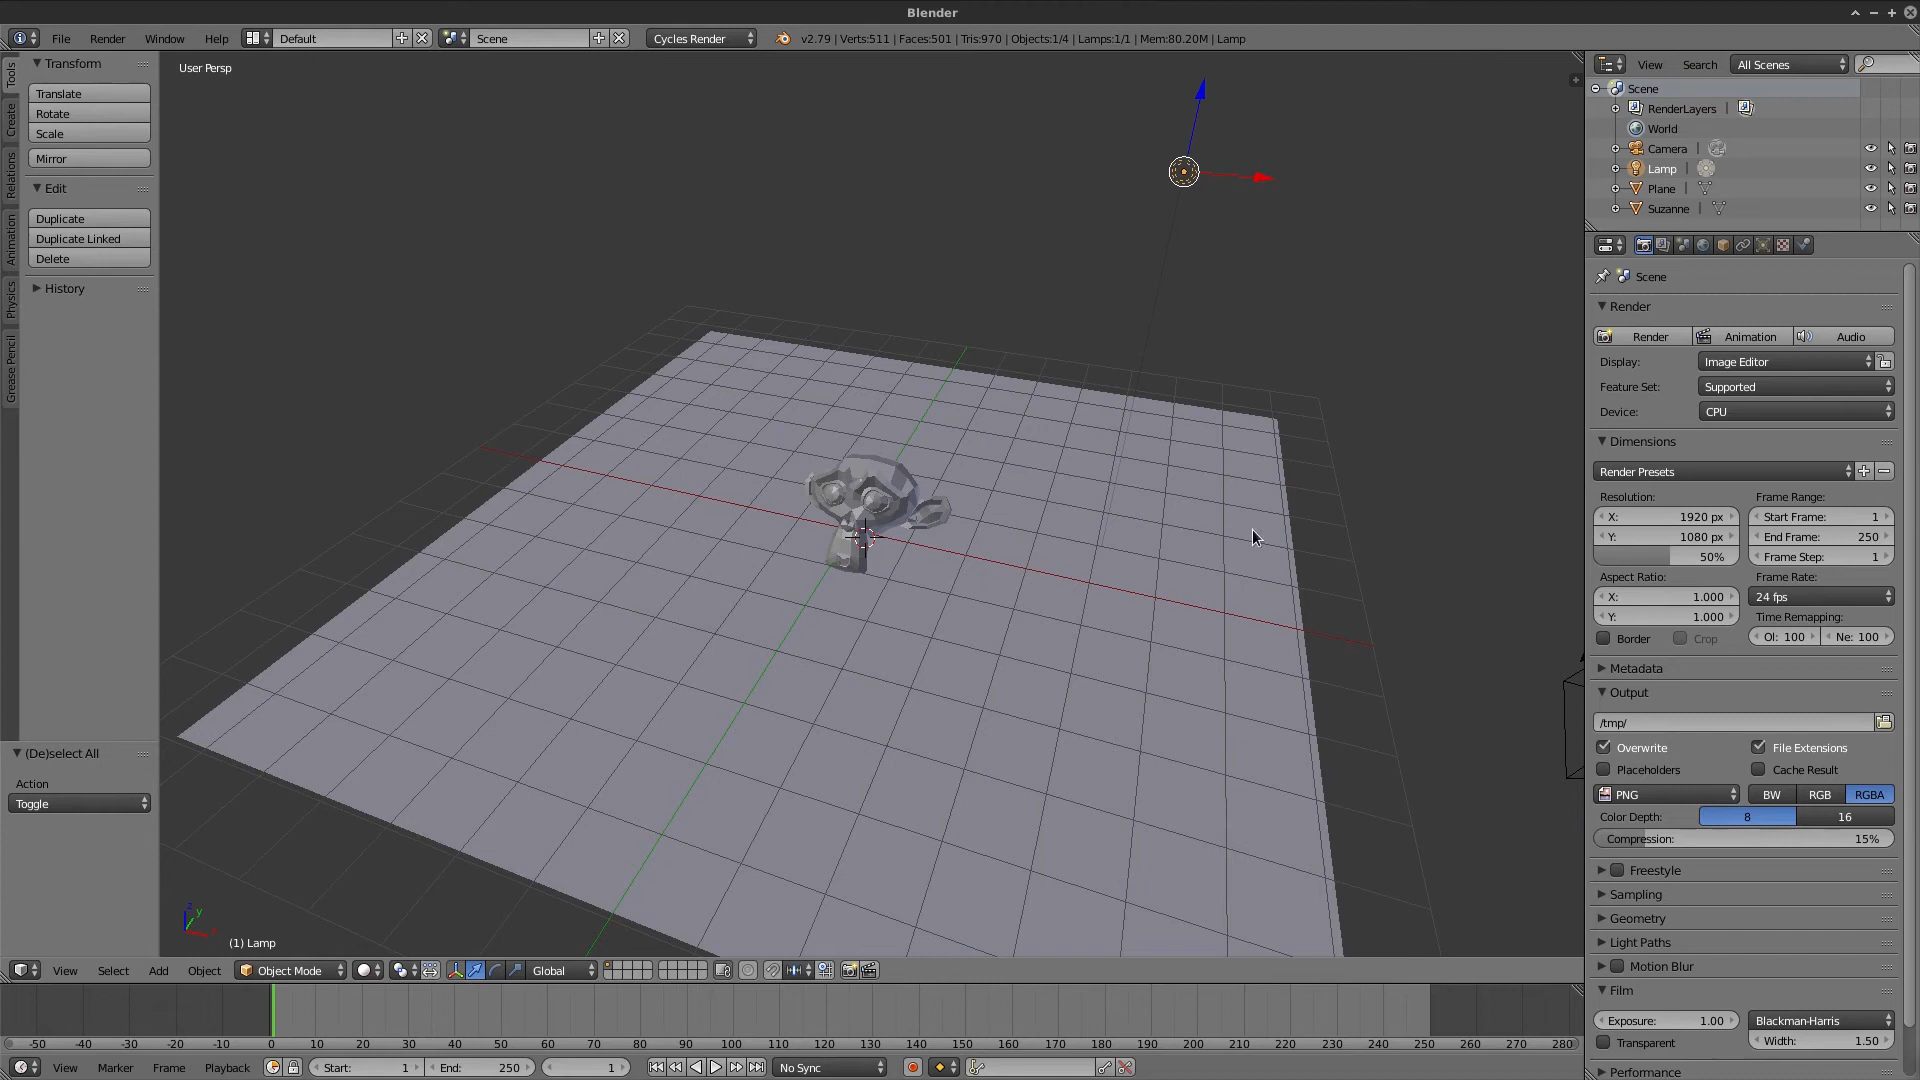 Blender
File Render Window Help Default Scene Cycles Render v2.79 | Verts:511 | Faces:501 | Tris:970 | Objects:1/4 | Lamps:1/1 | Mem:80.20M | Lamp
Tools
Create
Relations
Animation
Physics
Grease Pencil
Transform
Translate
Rotate
Scale
Mirror
Edit
Duplicate
Duplicate Linked
Delete
History
(De)select All
Action
Toggle
User Persp
z
y
x
(1) Lamp
View Search All Scenes
Scene
RenderLayers |
World
Camera |
Lamp |
Plane |
Suzanne |
Scene
Render
Render Animation Audio
Display: Image Editor
Feature Set: Supported
Device: CPU
Dimensions
Render Presets
Resolution: Frame Range:
X: 1920 px Start Frame: 1
Y: 1080 px End Frame: 250
50% Frame Step: 1
Aspect Ratio: Frame Rate:
X: 1.000 24 fps
Y: 1.000 Time Remapping:
Border Crop Ol: 100 Ne: 100
Metadata
Output
/tmp/
Overwrite File Extensions
Placeholders Cache Result
PNG BW RGB RGBA
Color Depth: 8 16
Compression: 15%
Freestyle
Sampling
Geometry
Light Paths
Motion Blur
Film
Exposure: 1.00 Blackman-Harris
Transparent Width: 1.50
Performance
View Select Add Object Object Mode Global
-50 -40 -30 -20 -10 0 10 20 30 40 50 60 70 80 90 100 110 120 130 140 150 160 170 180 190 200 210 220 230 240 250 260 270 280
View Marker Frame Playback Start: 1 End: 250 1 No Sync